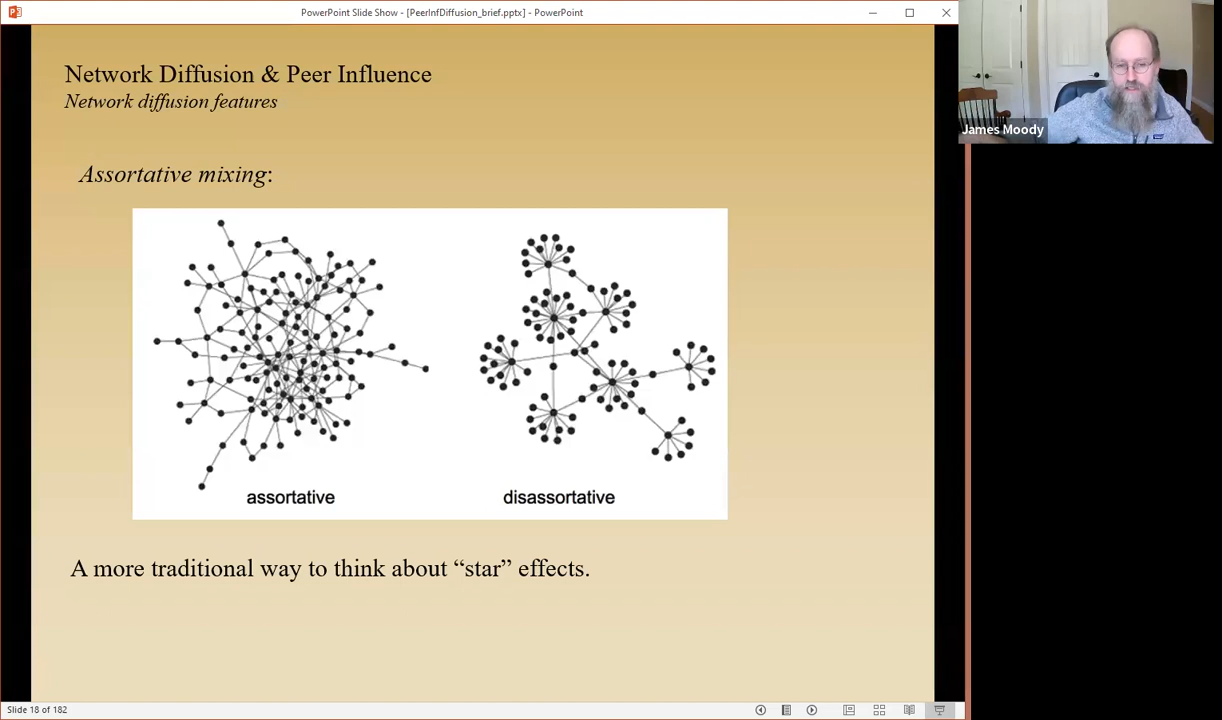 PowerPoint Slide Show - [PeerInfDiffusion_brief.pptx] - PowerPoint
Network Diffusion & Peer Influence
Network diffusion features
James Moody
Assortative mixing:
assortative
disassortative
A more traditional way to think about “star” effects.
Slide 18 of 182